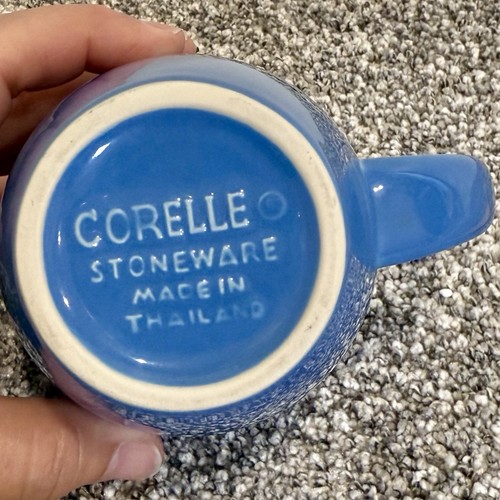 CORELLE ®
STONEWARE
MADE IN
THAILAND